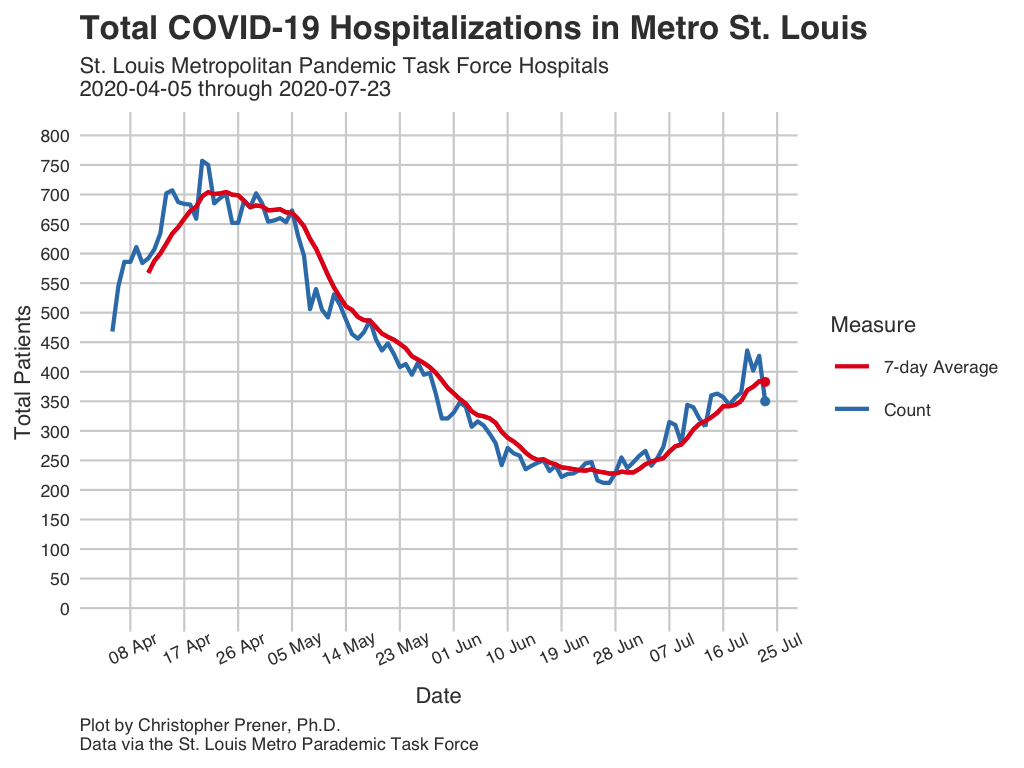 Total COVID-19 Hospitalizations in Metro St. Louis
St. Louis Metropolitan Pandemic Task Force Hospitals
2020-04-05 through 2020-07-23
Total Patients
800
750
700
650
600
550
500
450
400
350
300
250
200
150
100
50
0
08 Apr
17 Apr
26 Apr
05 May
14 May
23 May
01 Jun
10 Jun
19 Jun
28 Jun
07 Jul
16 Jul
25 Jul
Date
Measure
7-day Average
Count
Plot by Christopher Prener, Ph.D.
Data via the St. Louis Metro Parademic Task Force